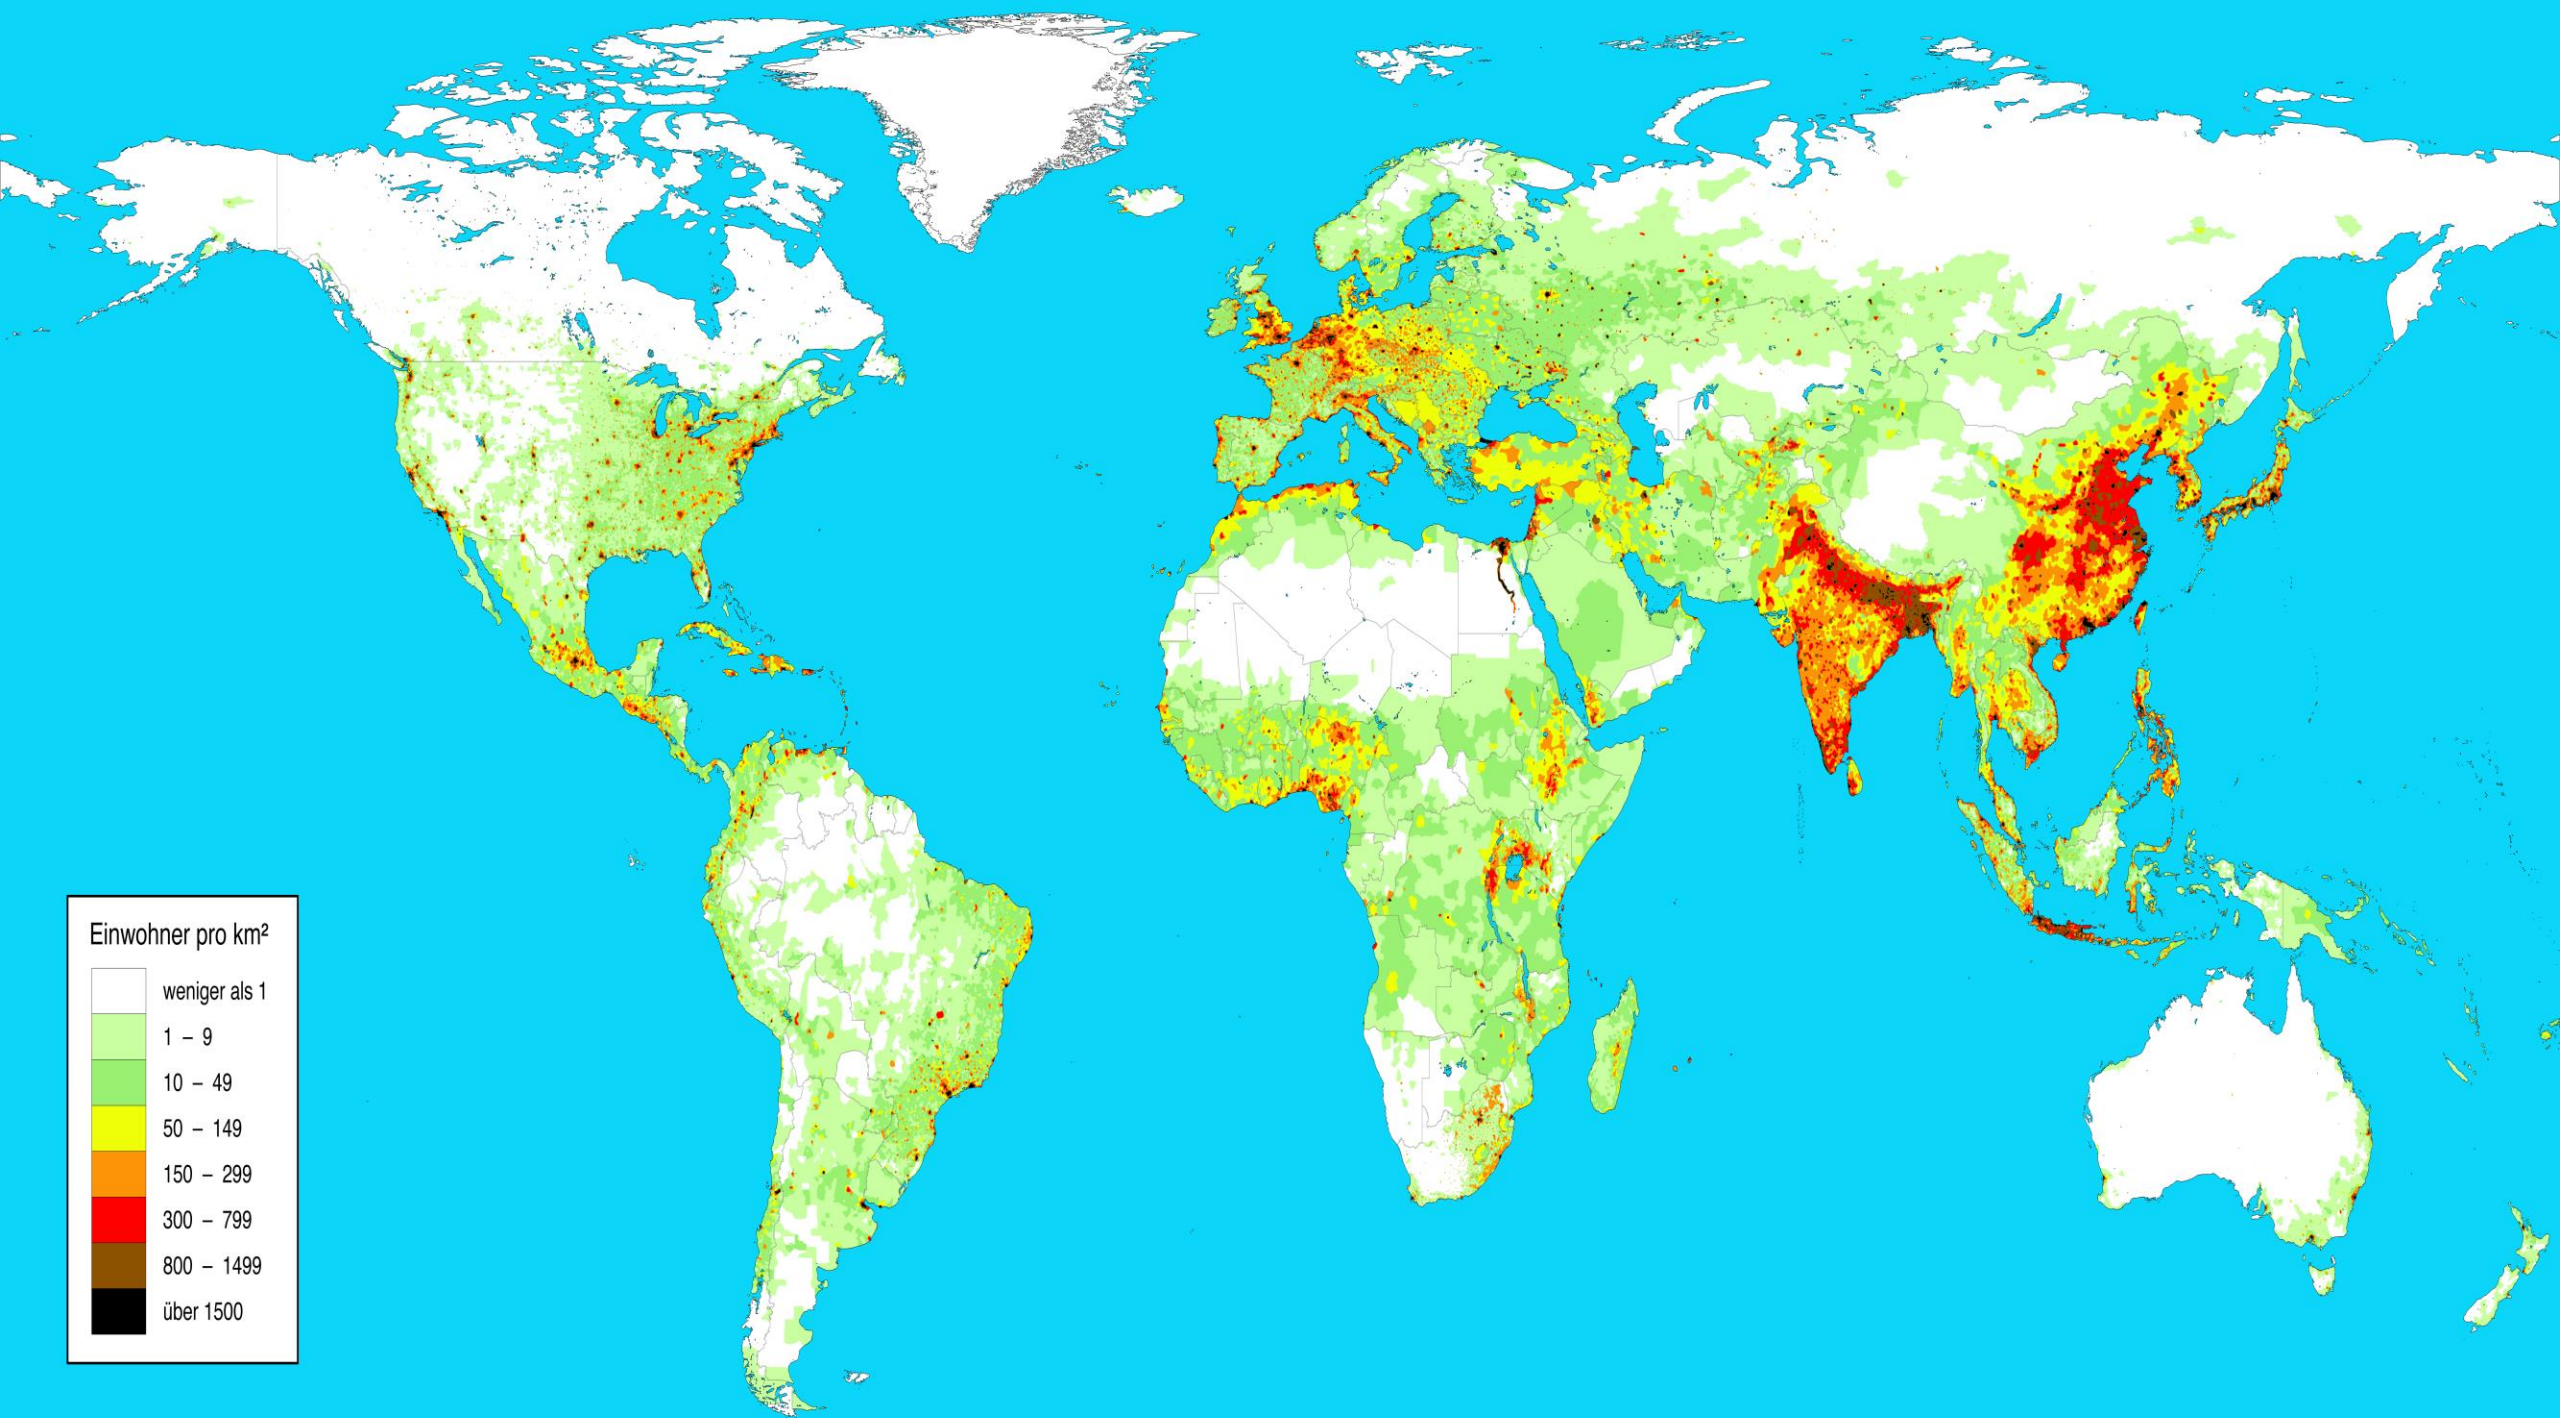 Einwohner pro km²
weniger als 1
1 – 9
10 – 49
50 – 149
150 – 299
300 – 799
800 – 1499
über 1500